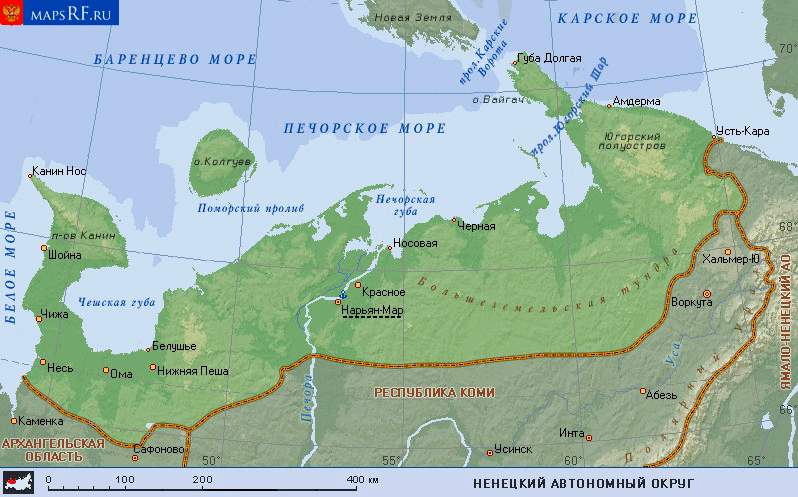 MAPSRF.RU
Новая Земля
КАРСКОЕ МОРЕ
БАРЕНЦЕВО МОРЕ
прол.Карские
Ворота
70°
Губа Долгая
о.Вайгач
прол.Югорский Шар
Амдерма
ПЕЧОРСКОЕ МОРЕ
Усть-Кара
Югорский
полуостров
о.Колгуев
Канин Нос
Поморский пролив
Нечорская
губа
Черная
68°
БЕЛОЕ МОРЕ
п-ов Канин
Шойна
Носовая
Хальмер-Ю
Большеземельская тундра
Чешская губа
Красное
Нарьян-Мар
Воркута
ЯМАЛО-НЕНЕЦКИЙ АО
Чижа
Белушье
Уса
Несь
Ома
Нижняя Пеша
Печора
РЕСПУБЛИКА КОМИ
Абезь
Полярный Урал
66°
Каменка
АРХАНГЕЛЬСКАЯ
ОБЛАСТЬ
Сафоново
Инта
Усинск
50°
55°
65°
0 100 200 400 км
НЕНЕЦКИЙ АВТОНОМНЫЙ ОКРУГ